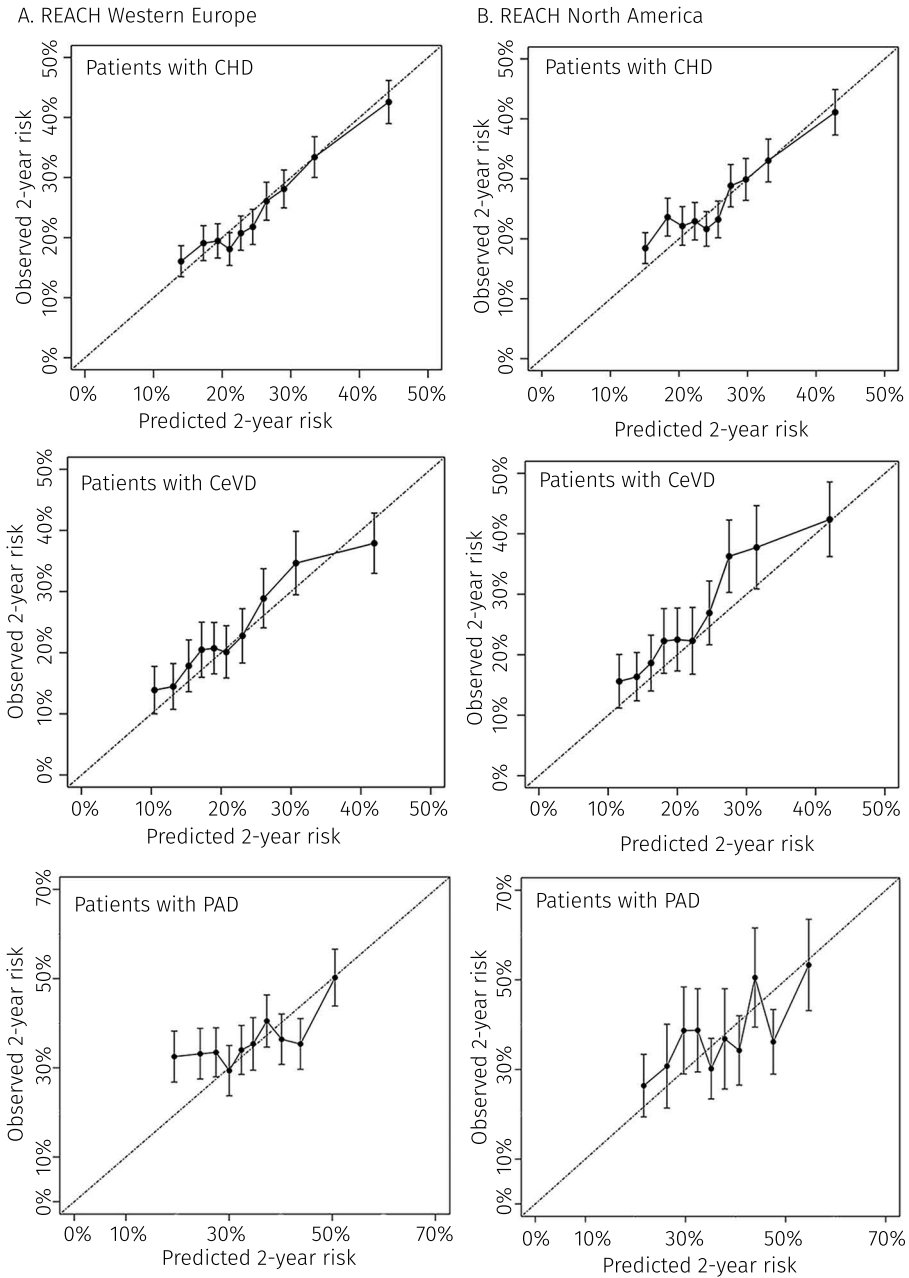 A. REACH Western Europe
B. REACH North America
Patients with CHD
Observed 2-year risk
50%
40%
30%
20%
10%
0%
0% 10% 20% 30% 40% 50%
Predicted 2-year risk
Patients with CHD
Observed 2-year risk
50%
40%
30%
20%
10%
0%
0% 10% 20% 30% 40% 50%
Predicted 2-year risk
Patients with CeVD
Observed 2-year risk
50%
40%
30%
20%
10%
0%
0% 10% 20% 30% 40% 50%
Predicted 2-year risk
Patients with CeVD
Observed 2-year risk
50%
40%
30%
20%
10%
0%
0% 10% 20% 30% 40% 50%
Predicted 2-year risk
Patients with PAD
Observed 2-year risk
70%
50%
30%
10%
0%
0% 10% 30% 50% 70%
Predicted 2-year risk
Patients with PAD
Observed 2-year risk
70%
50%
30%
10%
0%
0% 10% 30% 50% 70%
Predicted 2-year risk